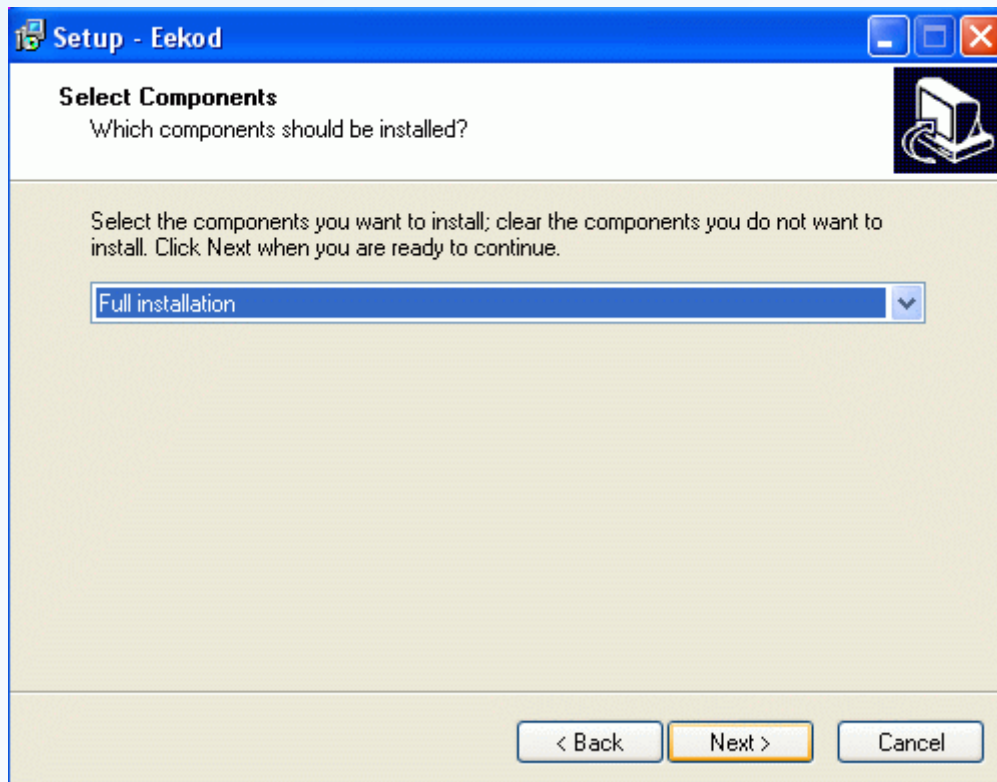 Setup - Eekod
Select Components
Which components should be installed?
Select the components you want to install; clear the components you do not want to
install. Click Next when you are ready to continue.
Full installation
< Back Next > Cancel